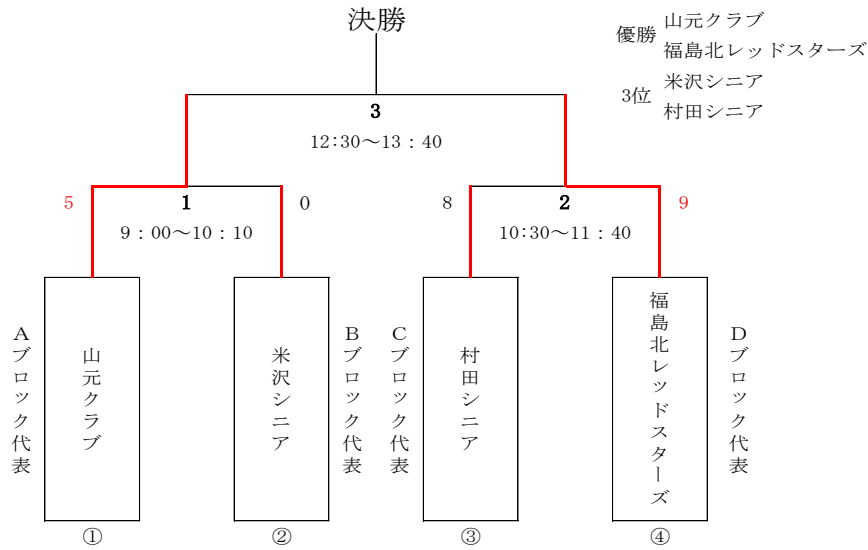 決勝
優勝 山元クラブ
福島北レッドスターズ
3位 米沢シニア
村田シニア
3
12:30～13：40
5 1 0
9：00～10：10
8 2 9
10:30～11：40
Aブロック代表
山元クラブ
米沢シニア
Bブロック代表
Cブロック代表
村田シニア
福島北レッドスターズ
Dブロック代表
① ② ③ ④